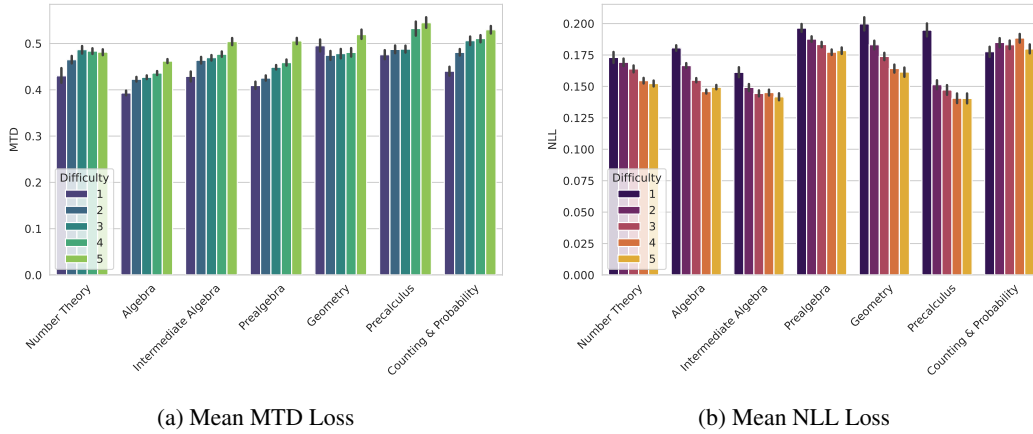 MTD
0.5
0.4
0.3
0.2
0.1
0.0
Difficulty
1
2
3
4
5
Number Theory
Algebra
Intermediate Algebra
Prealgebra
Geometry
Precalculus
Counting & Probability
(a) Mean MTD Loss
NLL
0.200
0.175
0.150
0.125
0.100
0.075
0.050
0.025
0.000
Difficulty
1
2
3
4
5
Number Theory
Algebra
Intermediate Algebra
Prealgebra
Geometry
Precalculus
Counting & Probability
(b) Mean NLL Loss